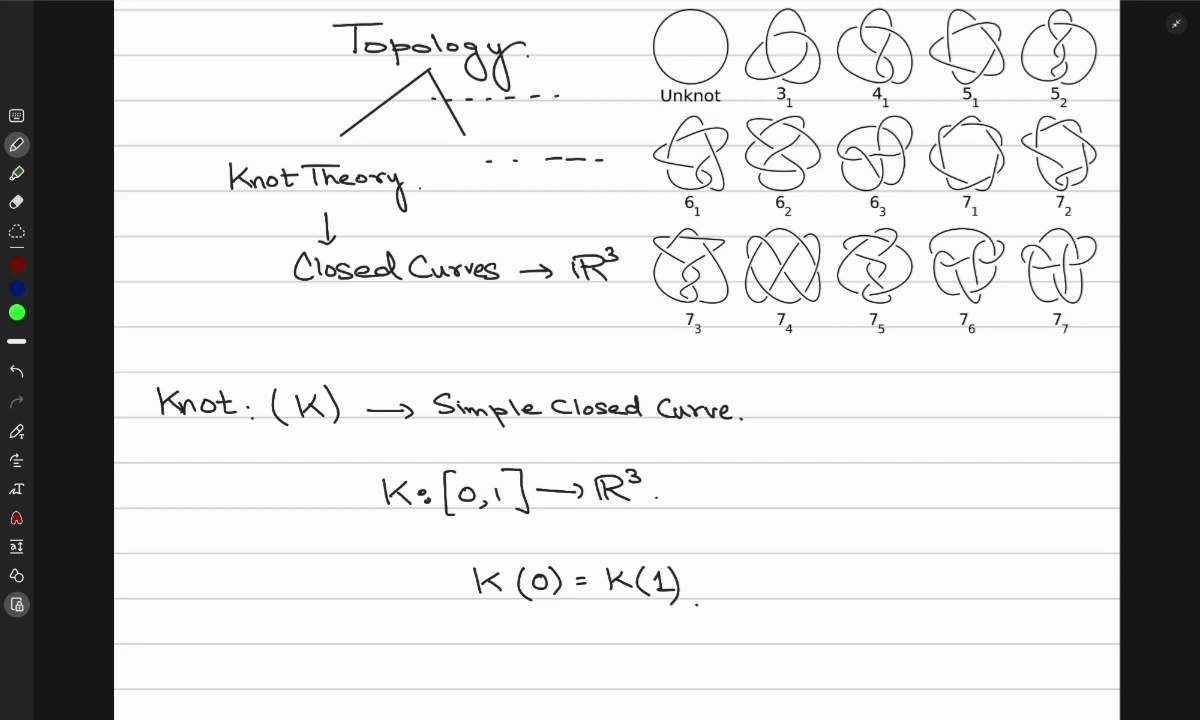 Topology.
Knot Theory.
↓
Closed Curves → ℝ³
Unknot 3₁ 4₁ 5₁ 5₂
6₁ 6₂ 6₃ 7₁ 7₂
7₃ 7₄ 7₅ 7₆ 7₇
Knot: (K) → Simple Closed Curve.
K: [0,1] → ℝ³.
K(0) = K(1).